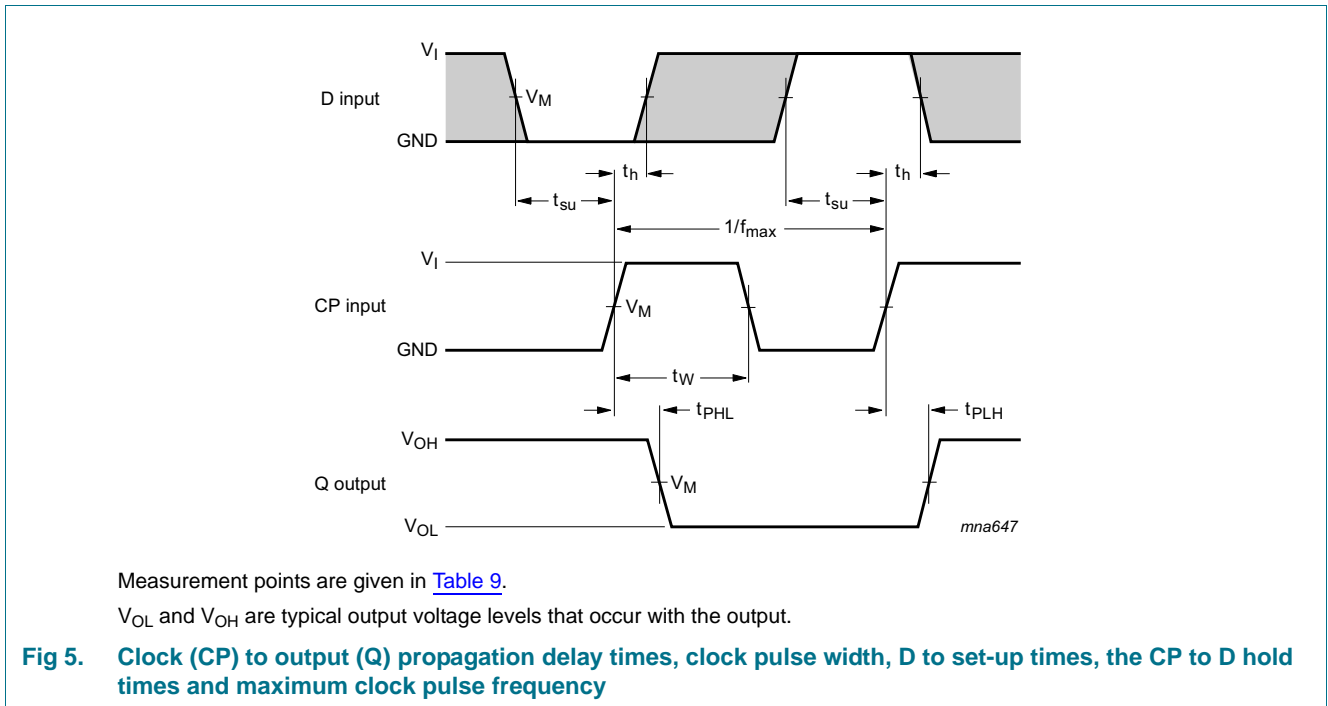 V_I
D input
V_M
GND
t_h
t_h
t_su
t_su
1/f_max
V_I
CP input
V_M
GND
t_W
t_PHL
t_PLH
V_OH
Q output
V_M
V_OL
mna647
Measurement points are given in Table 9.
V_OL and V_OH are typical output voltage levels that occur with the output.
Fig 5. Clock (CP) to output (Q) propagation delay times, clock pulse width, D to set-up times, the CP to D hold
times and maximum clock pulse frequency